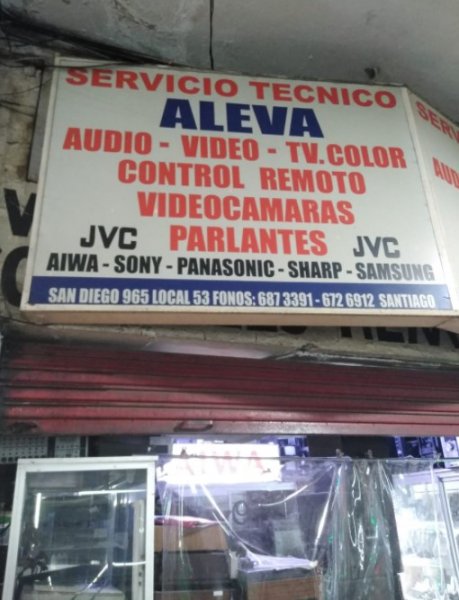 SERVICIO TECNICO
ALEVA
AUDIO - VIDEO - TV.COLOR
CONTROL REMOTO
VIDEOCAMARAS
JVC PARLANTES JVC
AIWA - SONY - PANASONIC - SHARP - SAMSUNG
SAN DIEGO 965 LOCAL 53 FONOS: 687 3391 - 672 6912 SANTIAGO
AIWA